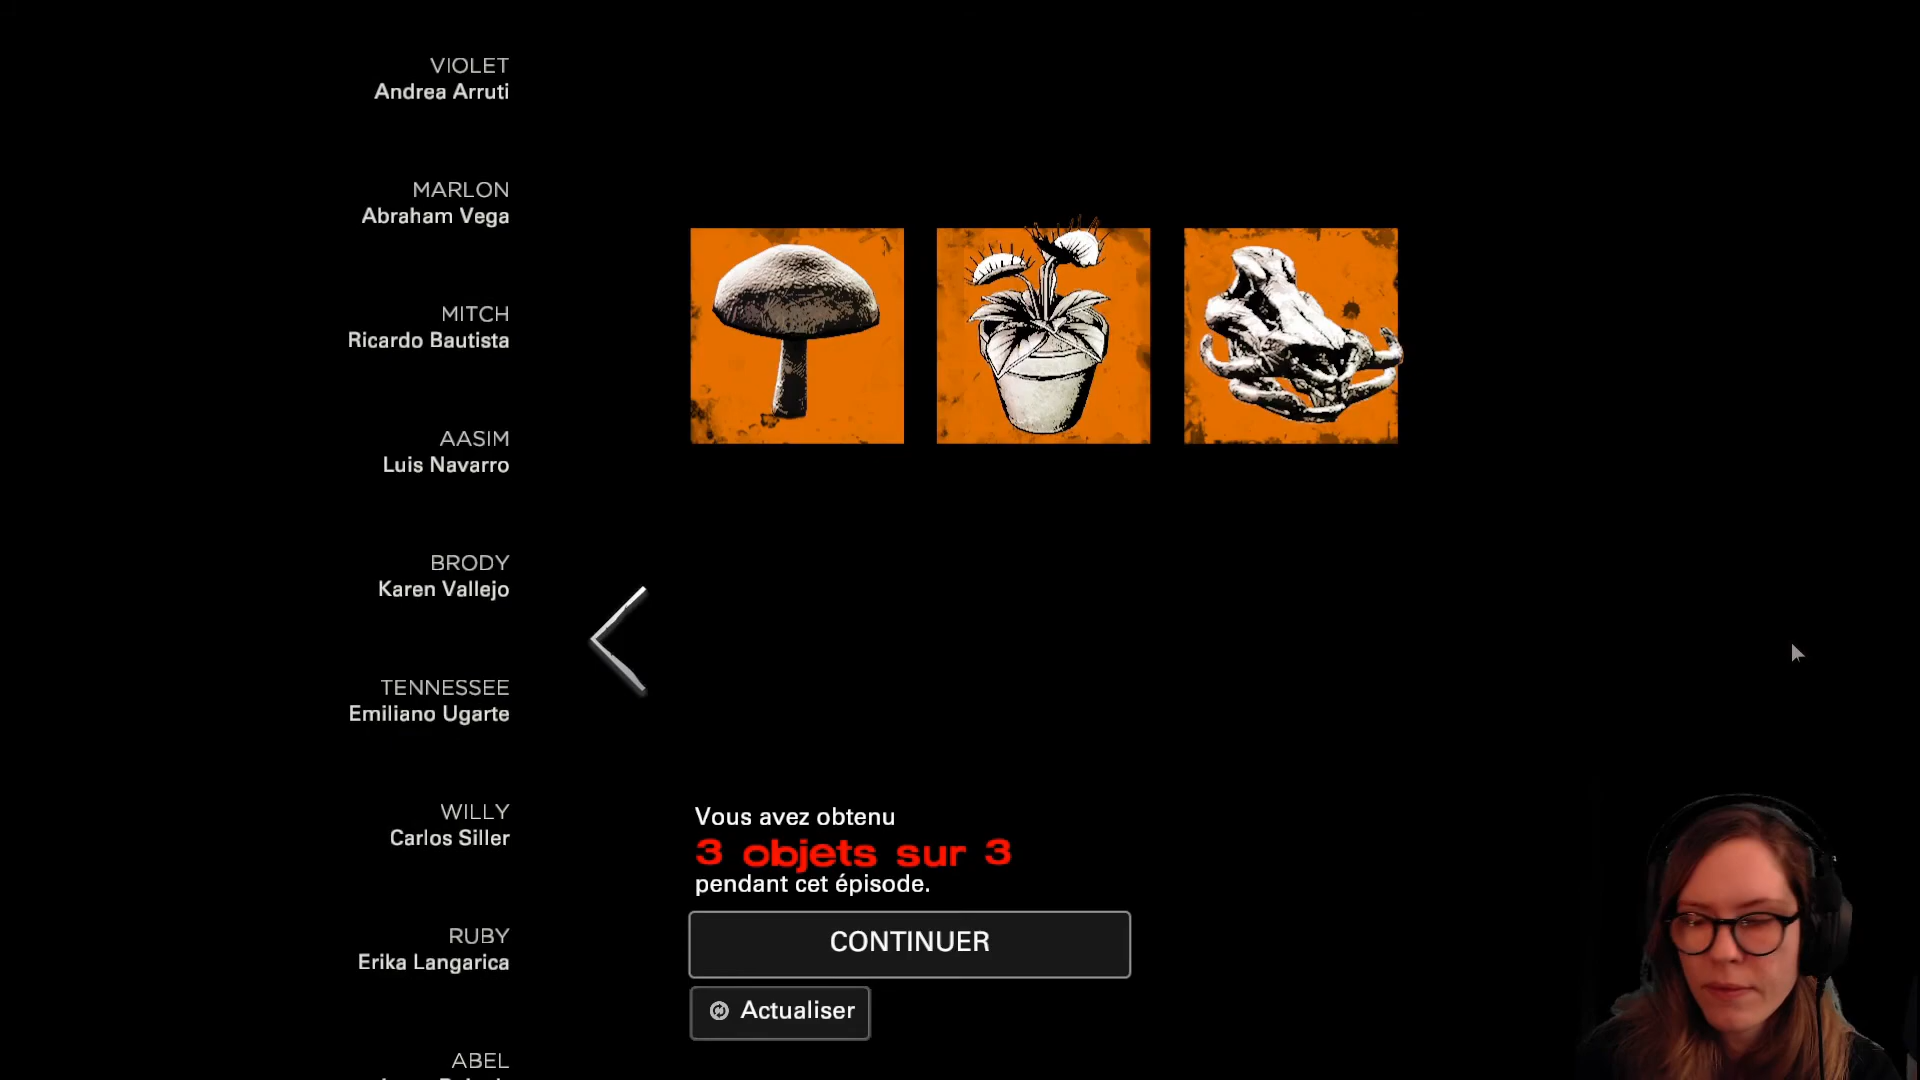 VIOLET
Andrea Arruti
MARLON
Abraham Vega
MITCH
Ricardo Bautista
AASIM
Luis Navarro
BRODY
Karen Vallejo
TENNESSEE
Emiliano Ugarte
WILLY
Carlos Siller
RUBY
Erika Langarica
ABEL
Vous avez obtenu
3 objets sur 3
pendant cet épisode.
CONTINUER
Actualiser